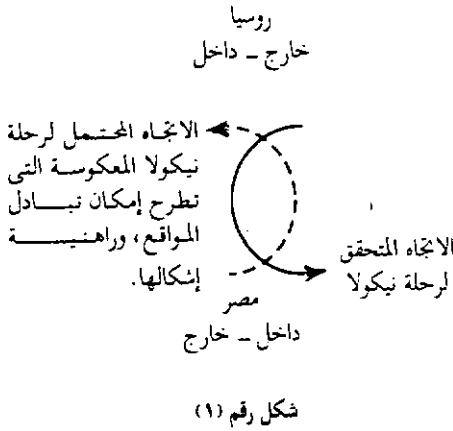 روسيا
خارج – داخل
الاتجاه المحتمل لرحلة
نيكولا المعكوسة التى
تطرح إمكان تبادل
المواقع، وراهنية
إشكالها.
الاتجاه المتحقق
لرحلة نيكولا
مصر
داخل – خارج
شكل رقم (١)